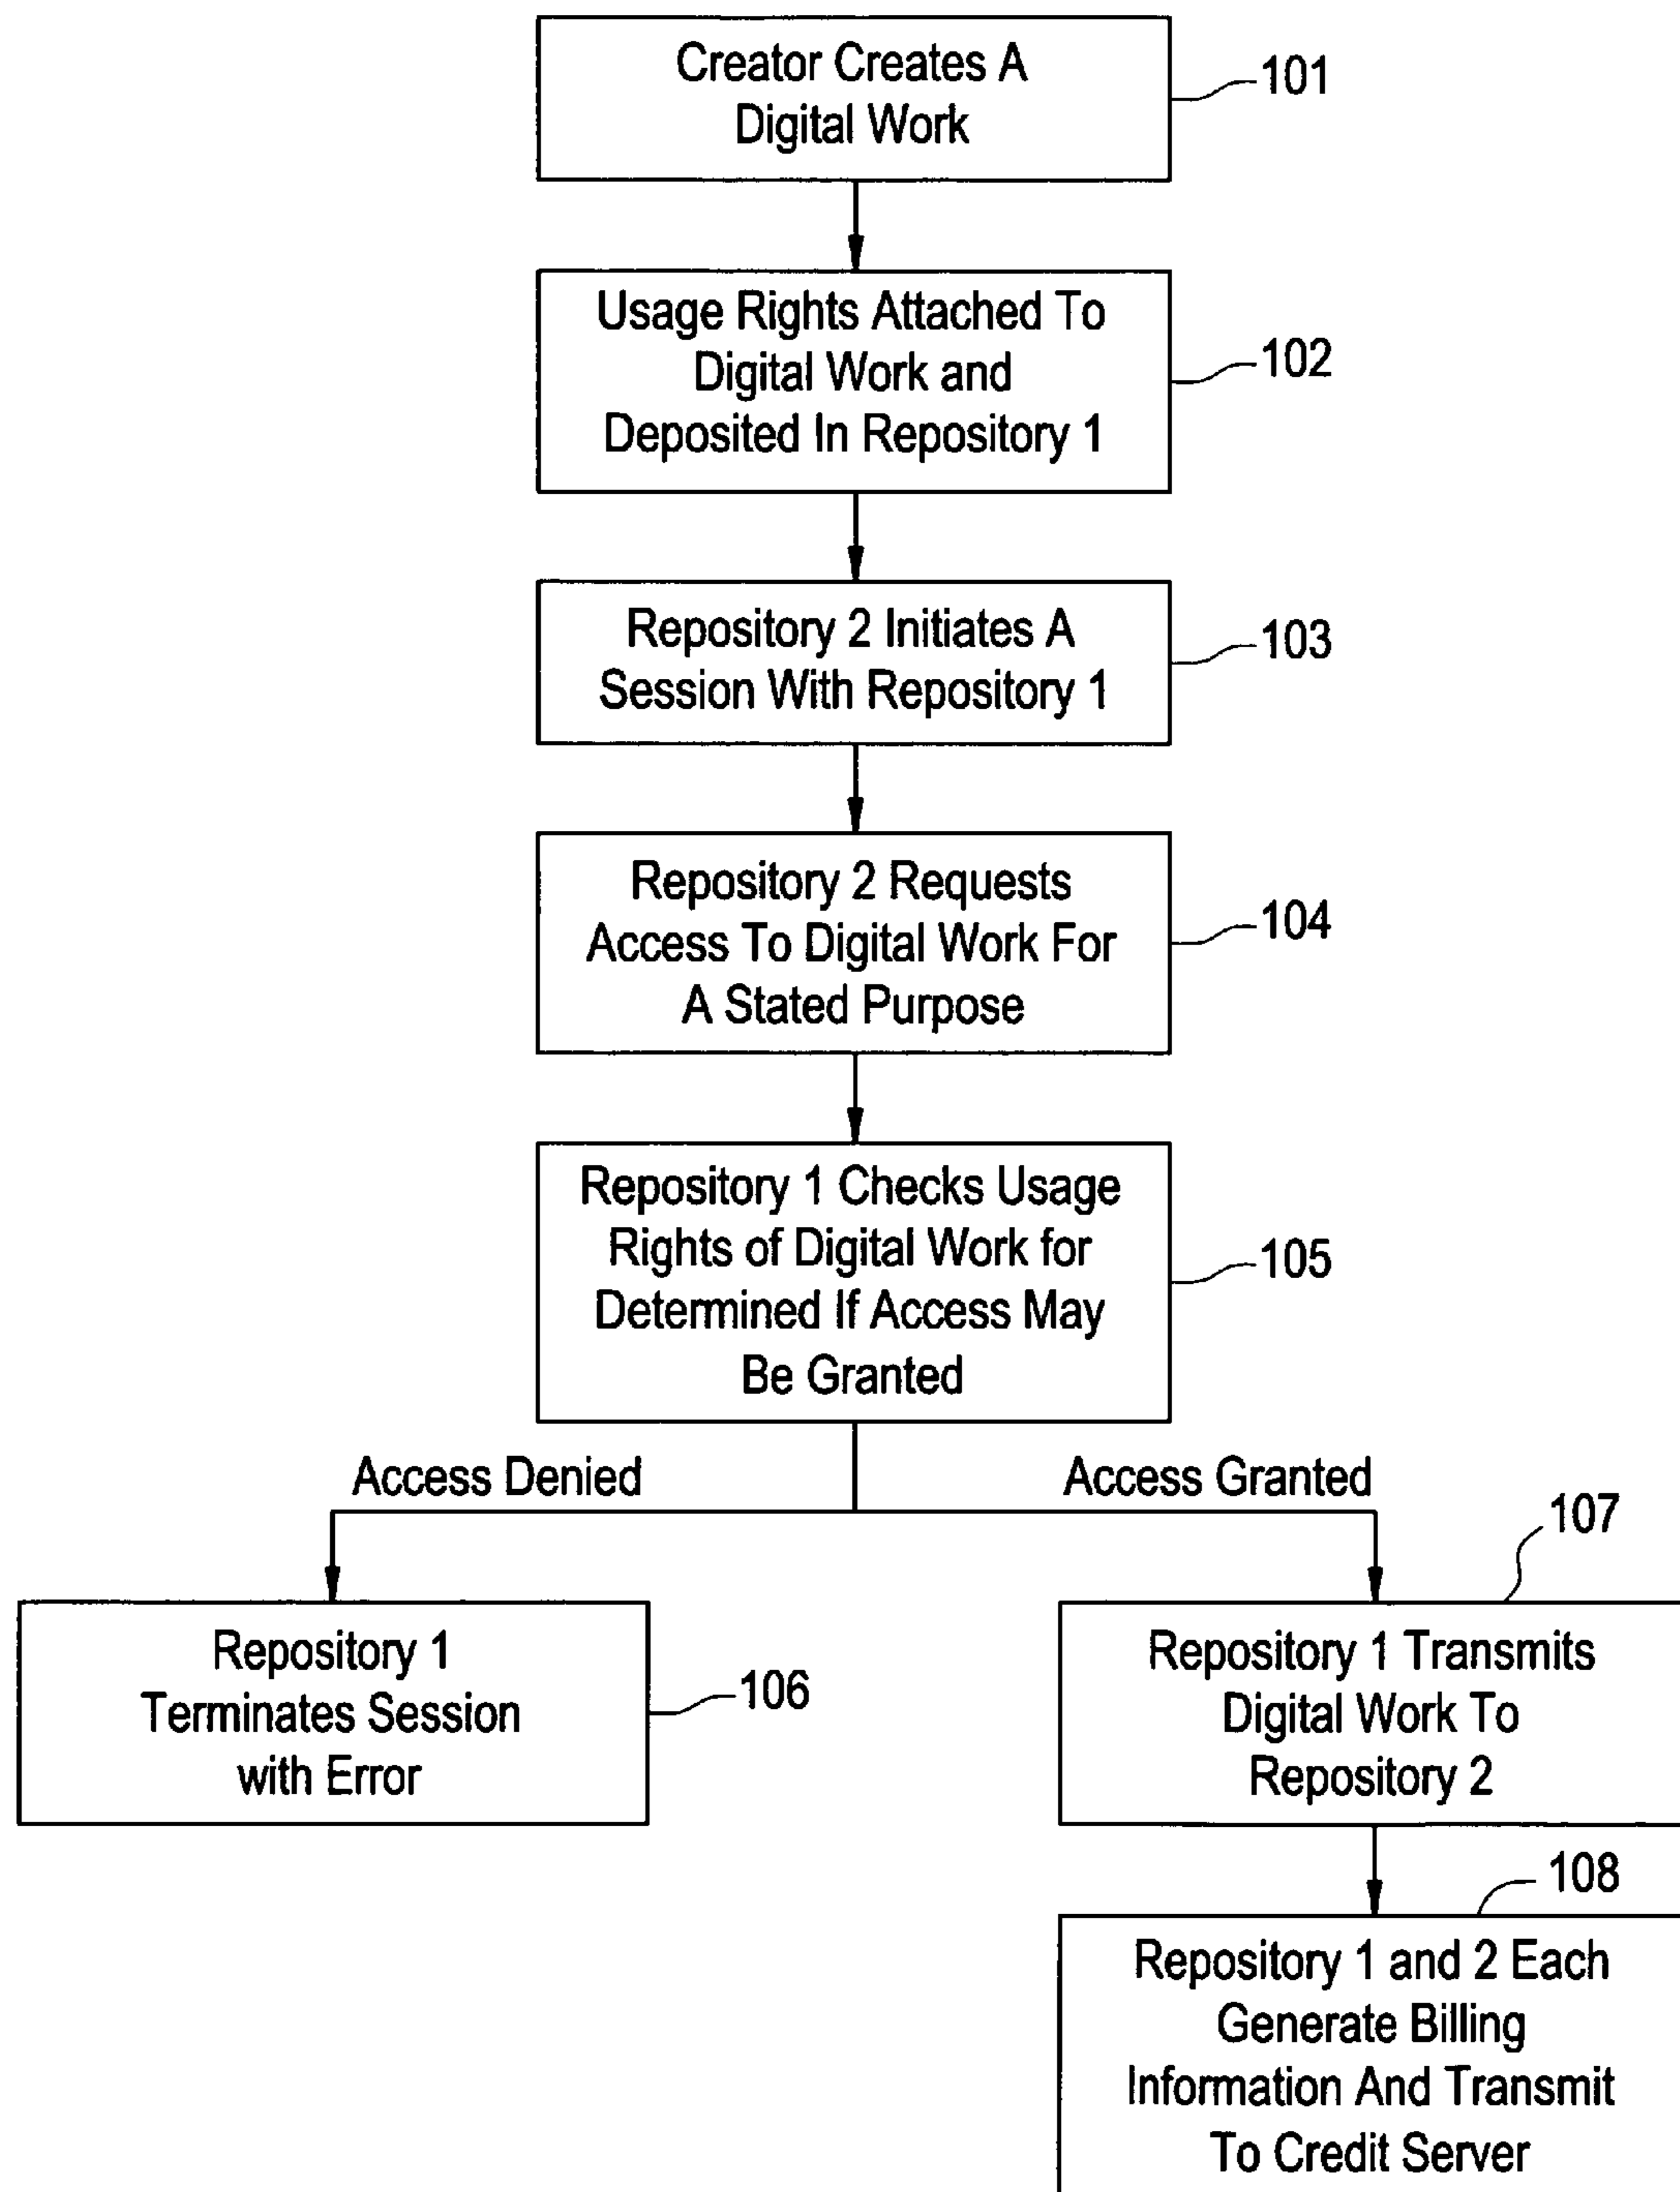 Creator Creates A
Digital Work
101
Usage Rights Attached To
Digital Work and
Deposited In Repository 1
102
Repository 2 Initiates A
Session With Repository 1
103
Repository 2 Requests
Access To Digital Work For
A Stated Purpose
104
Repository 1 Checks Usage
Rights of Digital Work for
Determined If Access May
Be Granted
105
Access Denied
Access Granted
Repository 1
Terminates Session
with Error
106
107
Repository 1 Transmits
Digital Work To
Repository 2
108
Repository 1 and 2 Each
Generate Billing
Information And Transmit
To Credit Server